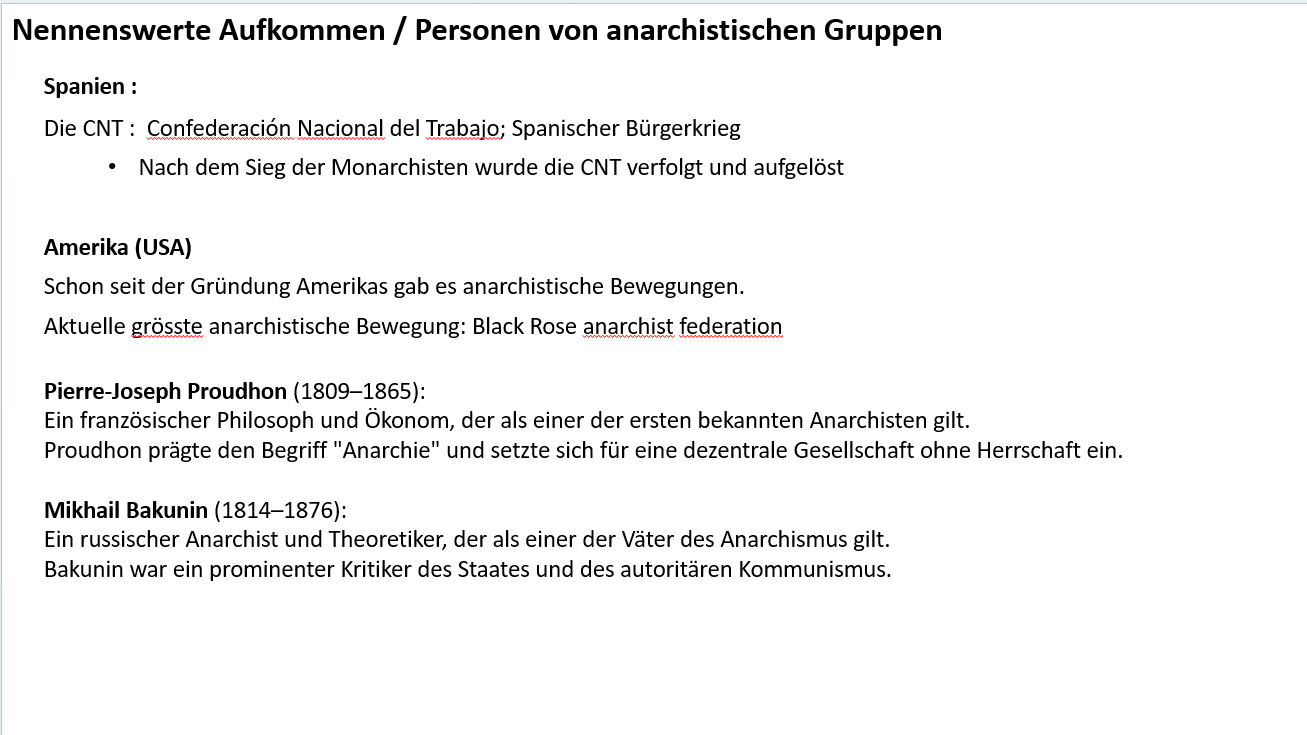 Nennenswerte Aufkommen / Personen von anarchistischen Gruppen
Spanien :
Die CNT : Confederación Nacional del Trabajo; Spanischer Bürgerkrieg
• Nach dem Sieg der Monarchisten wurde die CNT verfolgt und aufgelöst
Amerika (USA)
Schon seit der Gründung Amerikas gab es anarchistische Bewegungen.
Aktuelle grösste anarchistische Bewegung: Black Rose anarchist federation
Pierre-Joseph Proudhon (1809–1865):
Ein französischer Philosoph und Ökonom, der als einer der ersten bekannten Anarchisten gilt.
Proudhon prägte den Begriff "Anarchie" und setzte sich für eine dezentrale Gesellschaft ohne Herrschaft ein.
Mikhail Bakunin (1814–1876):
Ein russischer Anarchist und Theoretiker, der als einer der Väter des Anarchismus gilt.
Bakunin war ein prominenter Kritiker des Staates und des autoritären Kommunismus.